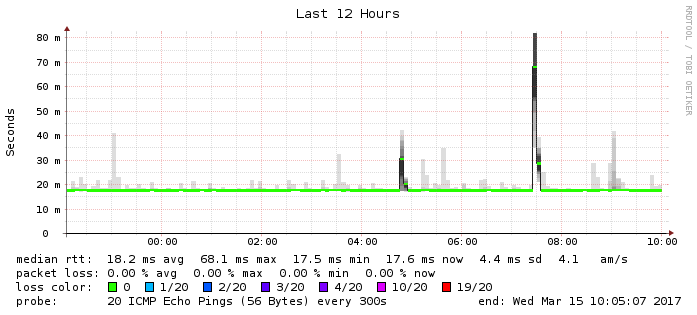 Last 12 Hours
RRDTOOL / TOBI OETIKER
Seconds
80 m
70 m
60 m
50 m
40 m
30 m
20 m
10 m
0
00:00 02:00 04:00 06:00 08:00 10:00
median rtt: 18.2 ms avg 68.1 ms max 17.5 ms min 17.6 ms now 4.4 ms sd 4.1 am/s
packet loss: 0.00 % avg 0.00 % max 0.00 % min 0.00 % now
loss color: 0 1/20 2/20 3/20 4/20 10/20 19/20
probe: 20 ICMP Echo Pings (56 Bytes) every 300s end: Wed Mar 15 10:05:07 2017